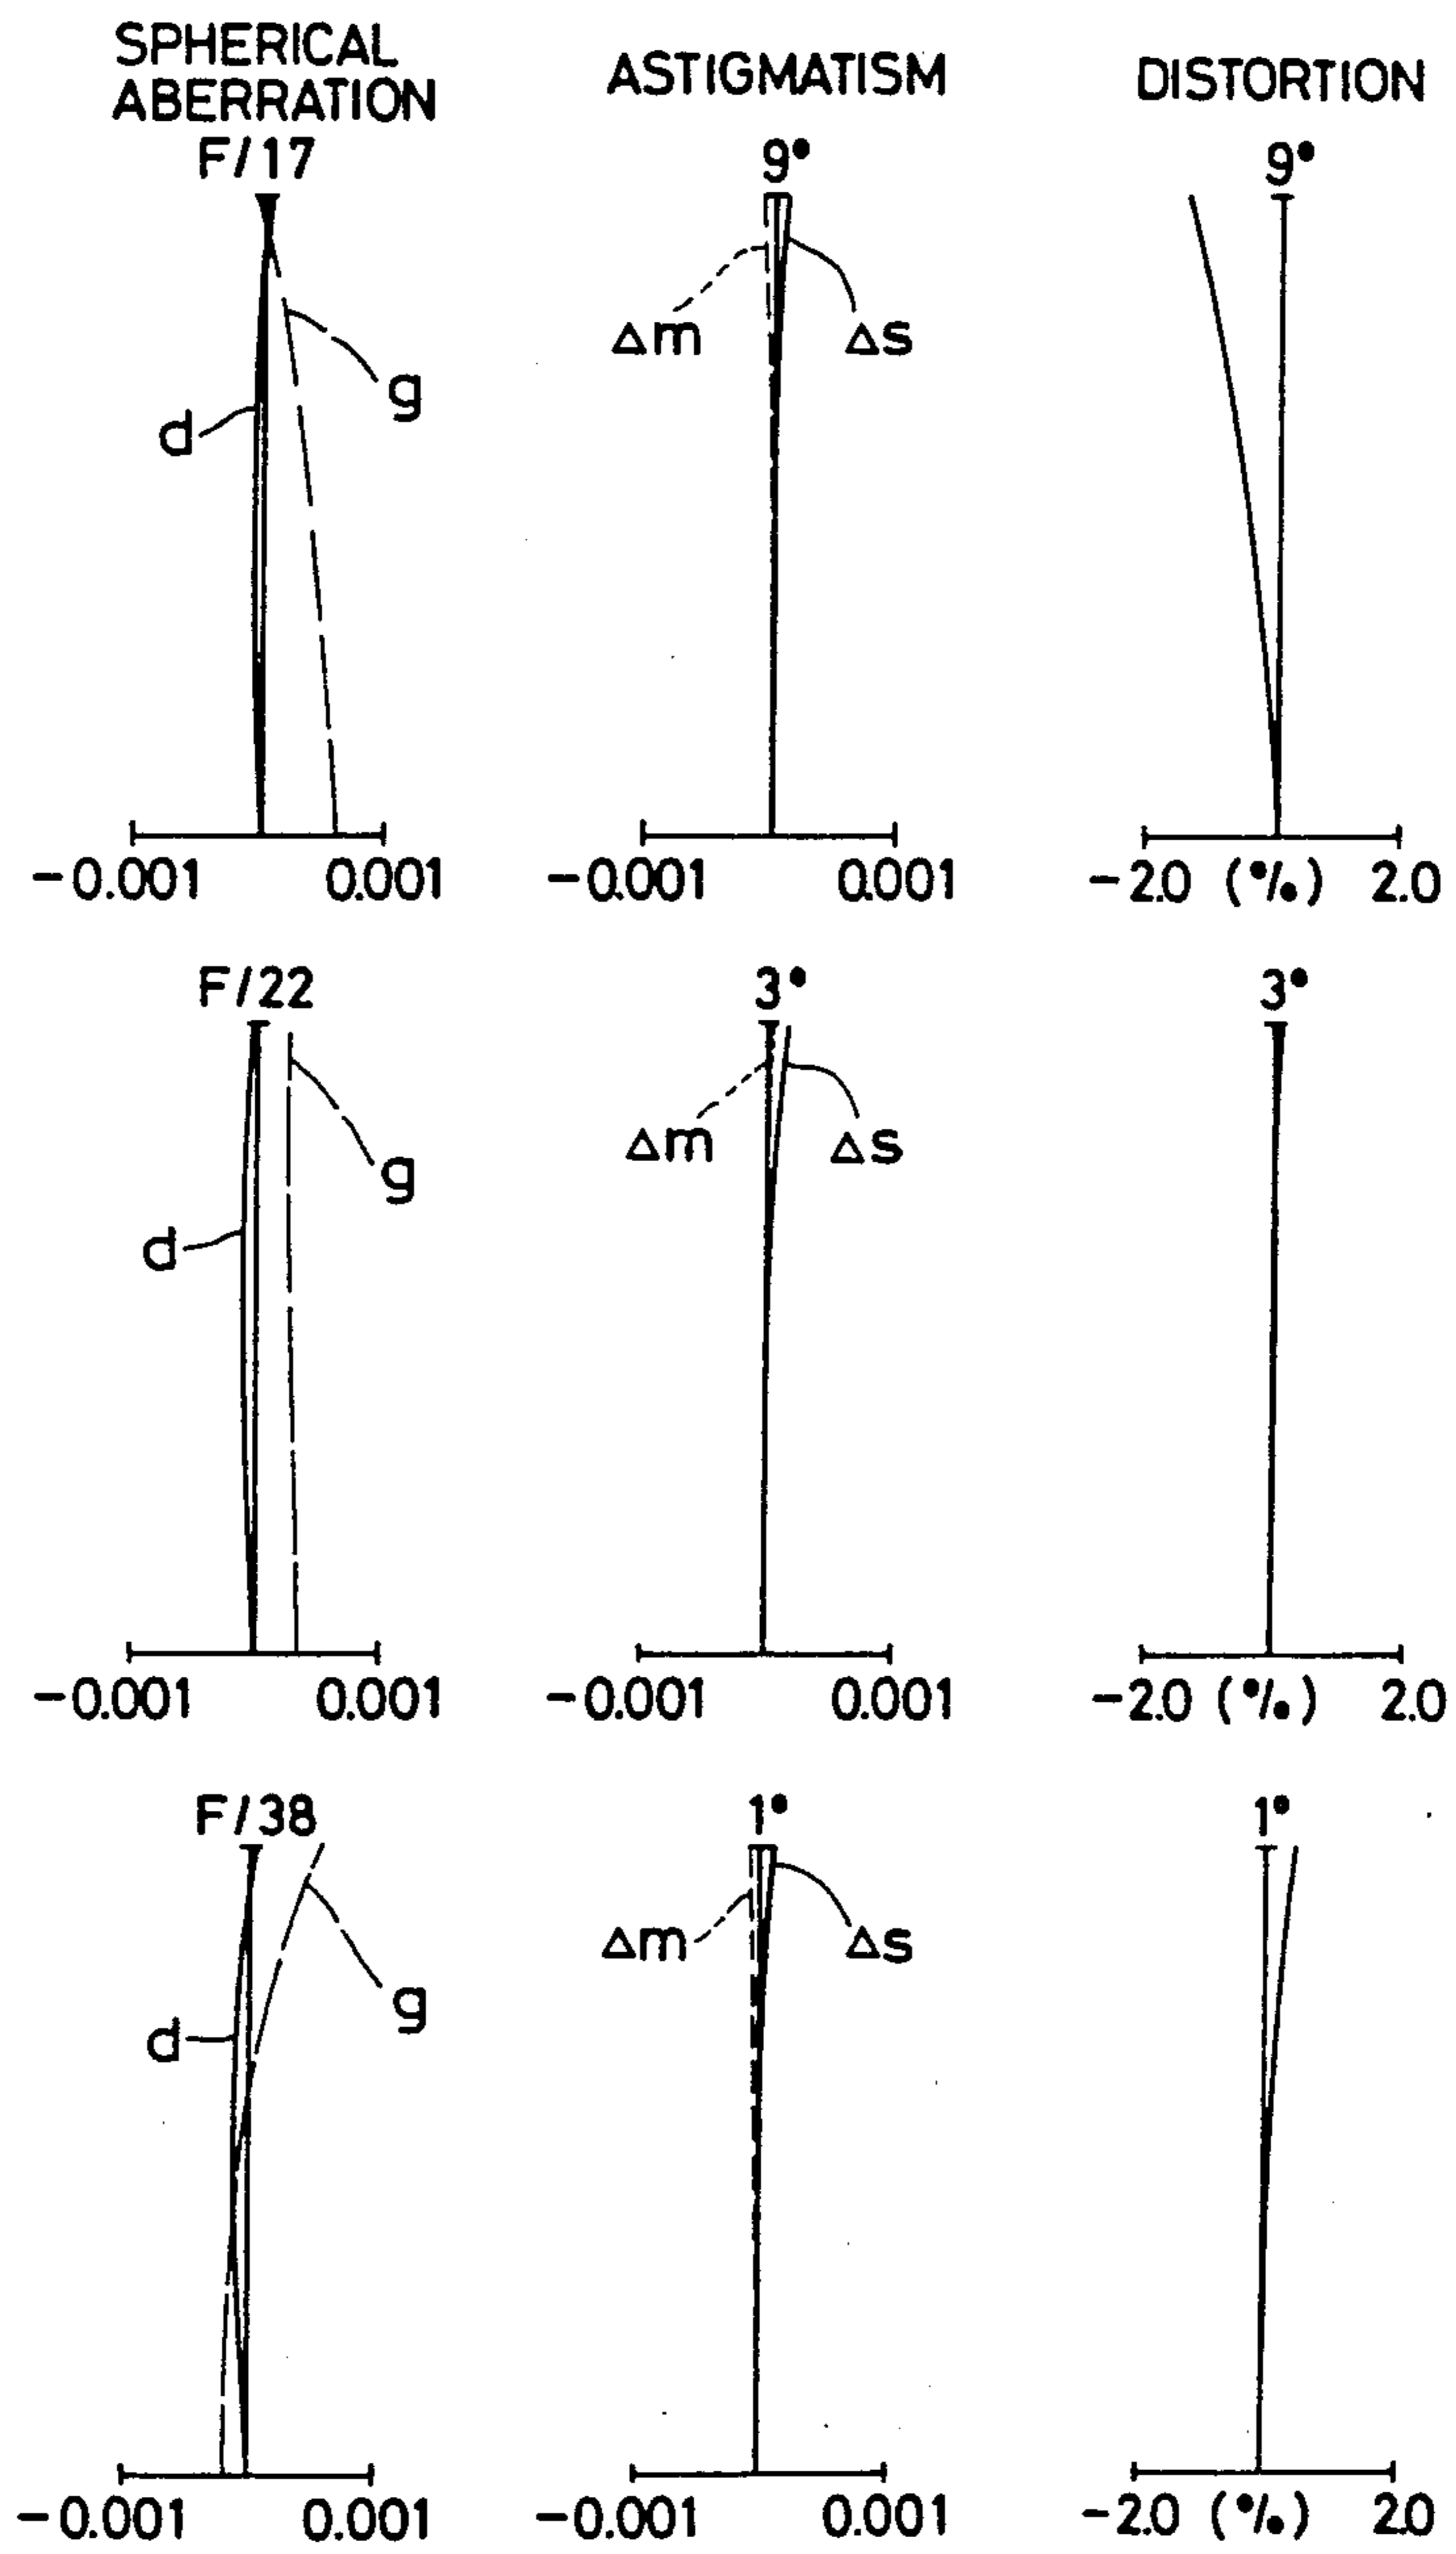 SPHERICAL
ABERRATION
F/17
d
g
-0.001
0.001
ASTIGMATISM
9°
Δm
Δs
-0.001
0.001
DISTORTION
9°
-2.0 (%) 2.0
F/22
d
g
-0.001
0.001
3°
Δm
Δs
-0.001
0.001
3°
-2.0 (%) 2.0
F/38
d
g
-0.001
0.001
1°
Δm
Δs
-0.001
0.001
1°
-2.0 (%) 2.0